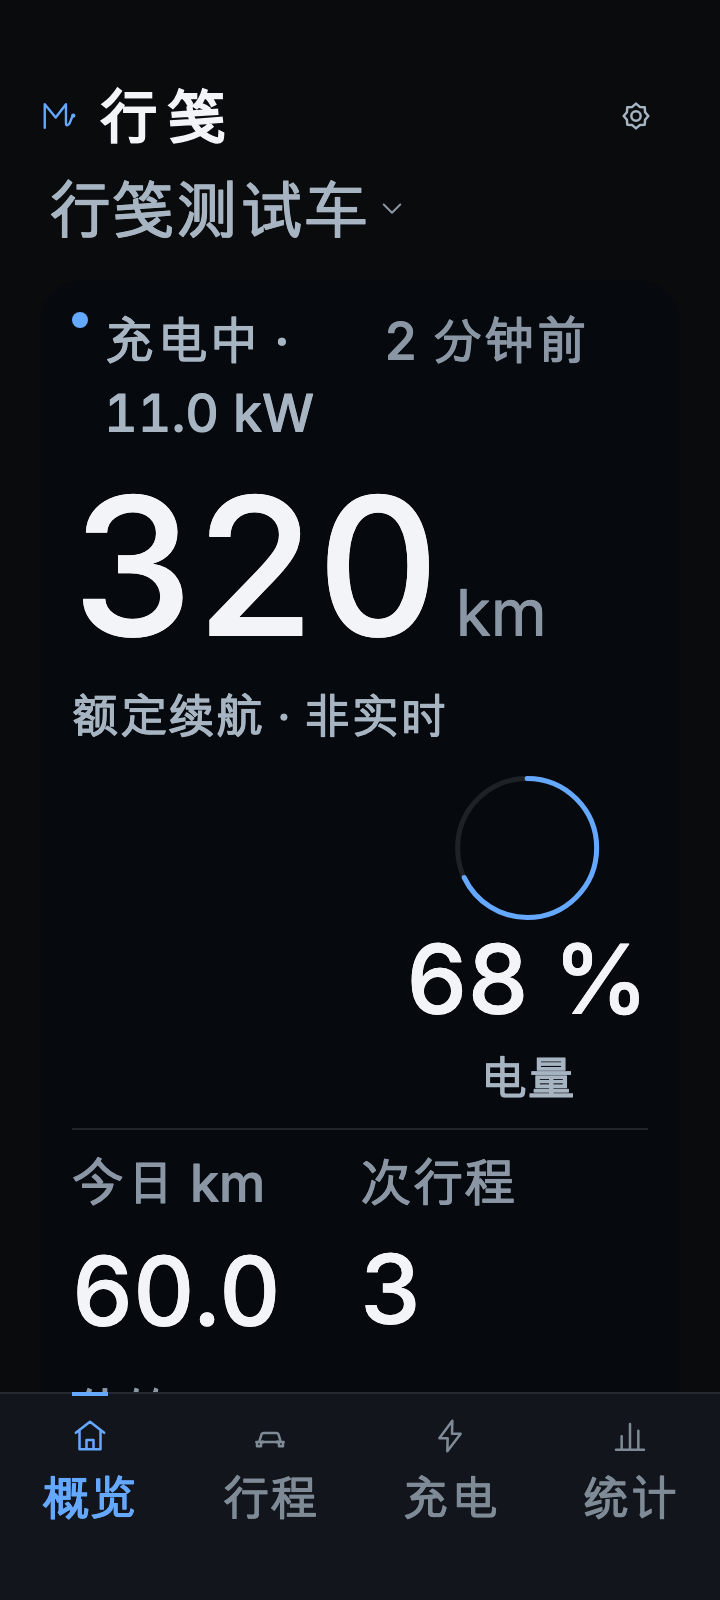 行笺
行笺测试车
充电中 · 2 分钟前
11.0 kW
320 km
额定续航 · 非实时
68 %
电量
今日 km 次行程
60.0 3
概览 行程 充电 统计